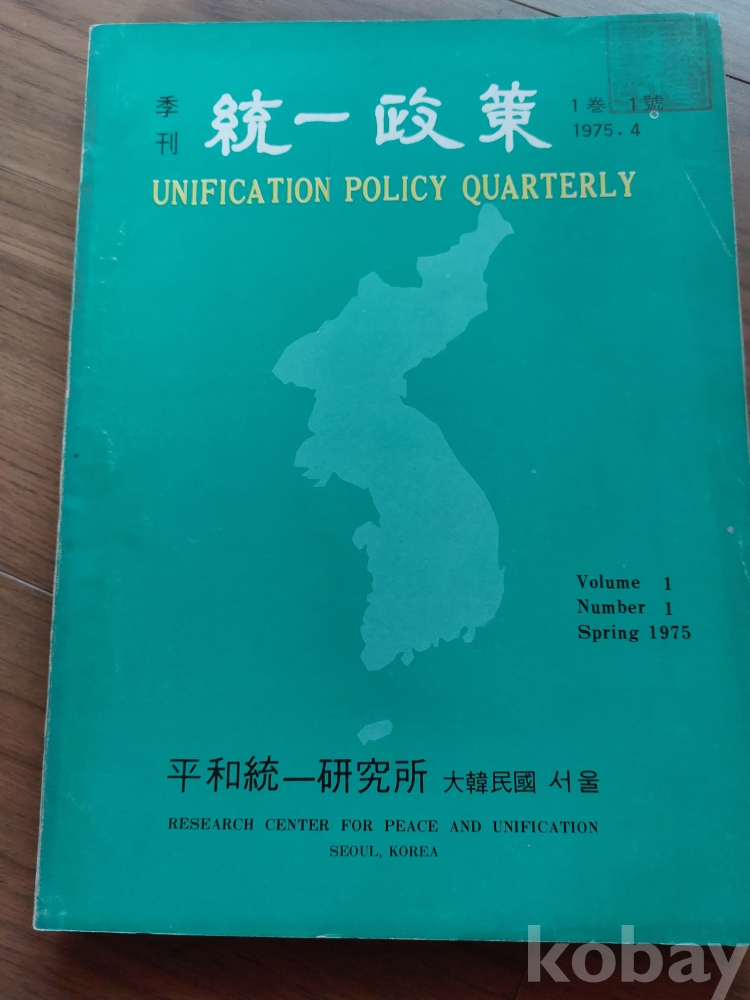 季刊
統一政策
1巻 1號
1975.4
UNIFICATION POLICY QUARTERLY
Volume 1
Number 1
Spring 1975
平和統一研究所 大韓民國 서울
RESEARCH CENTER FOR PEACE AND UNIFICATION
SEOUL, KOREA
kobay